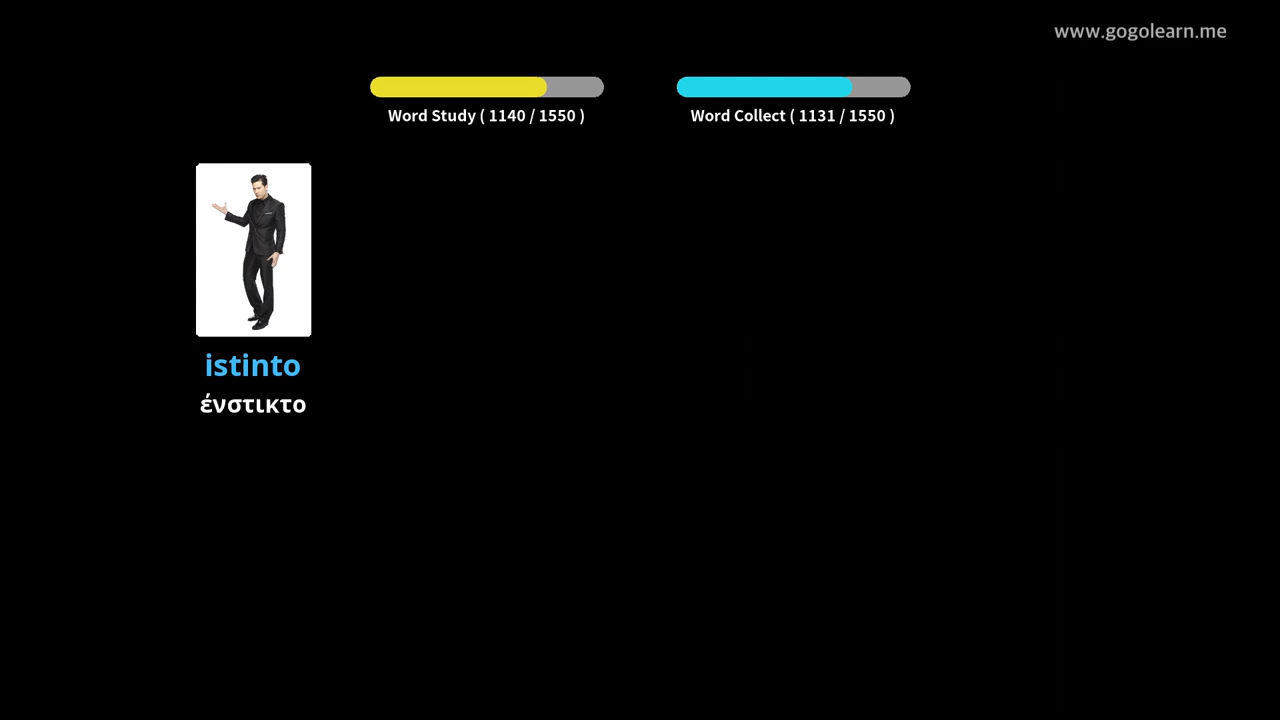 www.gogolearn.me
Word Study ( 1140 / 1550 )
Word Collect ( 1131 / 1550 )
istinto
ένστικτο